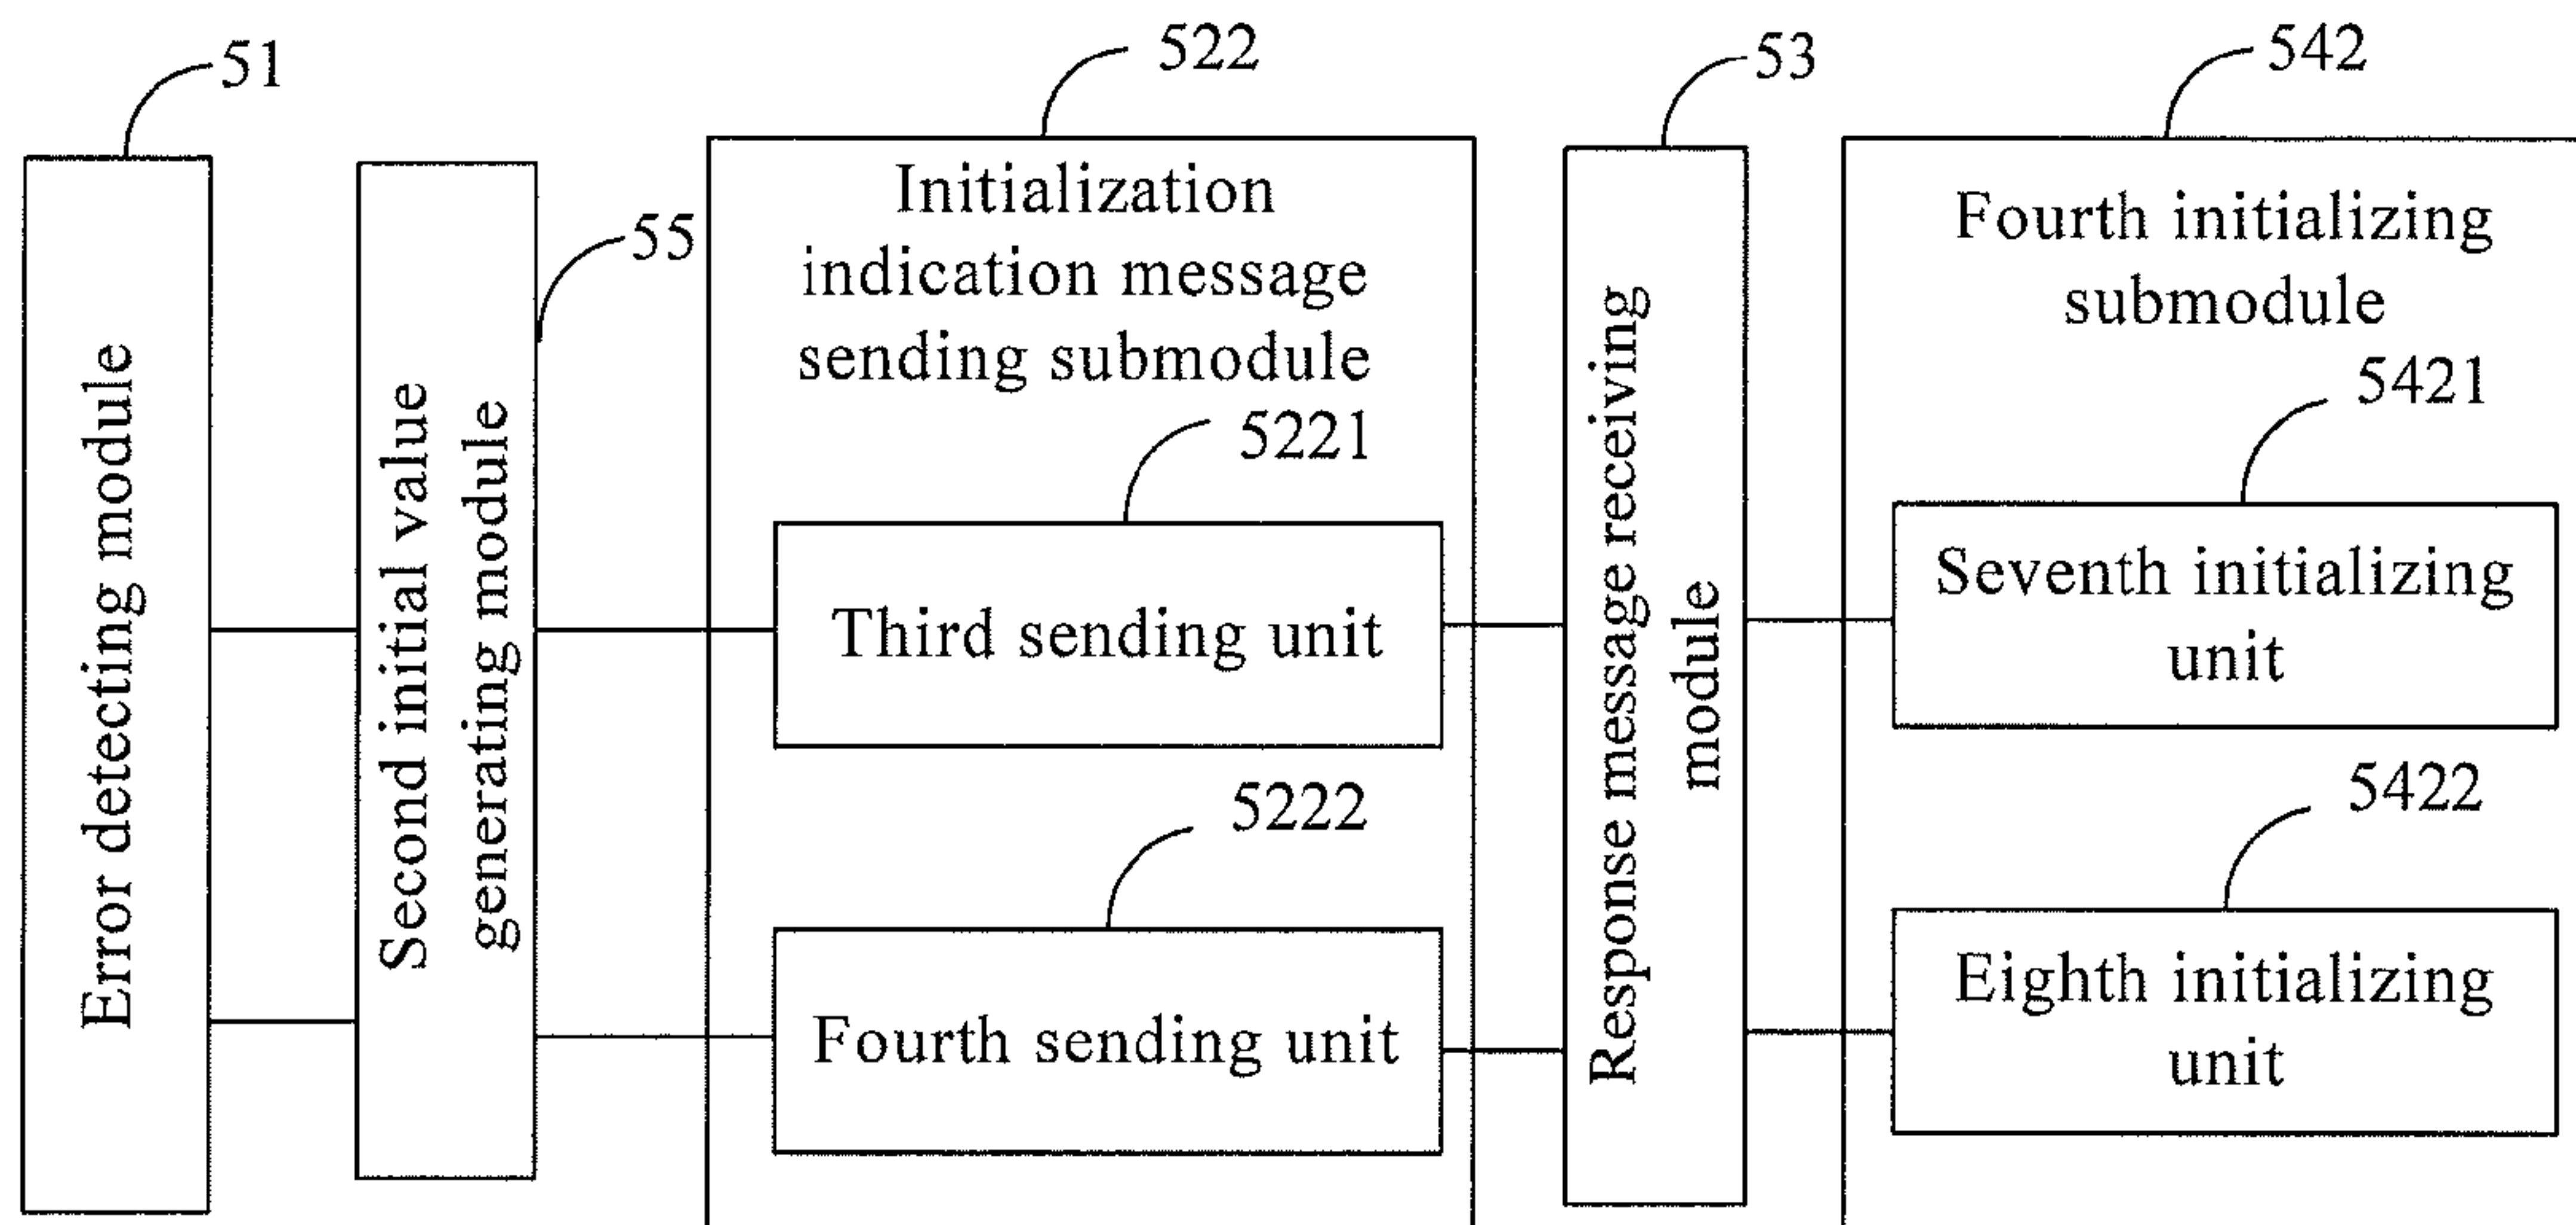 51
Error detecting module
55
Second initial value
generating module
522
Initialization
indication message
sending submodule
5221
Third sending unit
5222
Fourth sending unit
53
Response message receiving
module
542
Fourth initializing
submodule
5421
Seventh initializing
unit
5422
Eighth initializing
unit